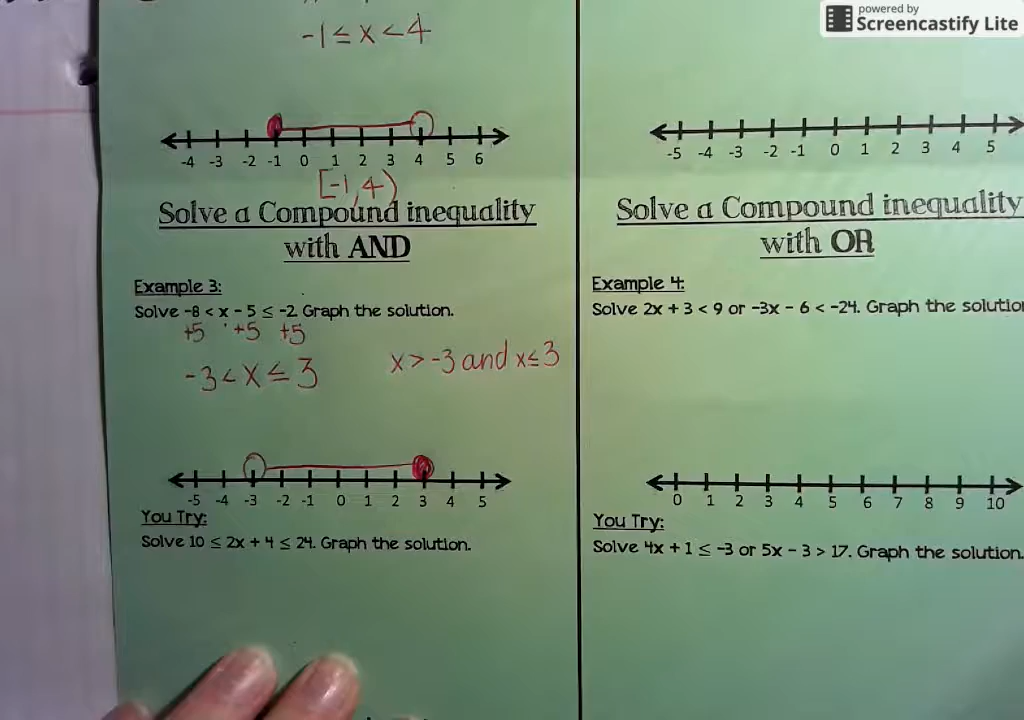 powered by
Screencastify Lite
-1 ≤ x < 4
-4 -3 -2 -1 0 1 2 3 4 5 6
[-1, 4)
Solve a Compound inequality
with AND
Example 3:
Solve -8 < x - 5 ≤ -2. Graph the solution.
+5 +5 +5
-3 < x ≤ 3
x > -3 and x ≤ 3
-5 -4 -3 -2 -1 0 1 2 3 4 5
You Try:
Solve 10 ≤ 2x + 4 ≤ 24. Graph the solution.
-5 -4 -3 -2 -1 0 1 2 3 4 5
Solve a Compound inequality
with OR
Example 4:
Solve 2x + 3 < 9 or -3x - 6 < -24. Graph the solutio
0 1 2 3 4 5 6 7 8 9 10
You Try:
Solve 4x + 1 ≤ -3 or 5x - 3 > 17. Graph the solution.